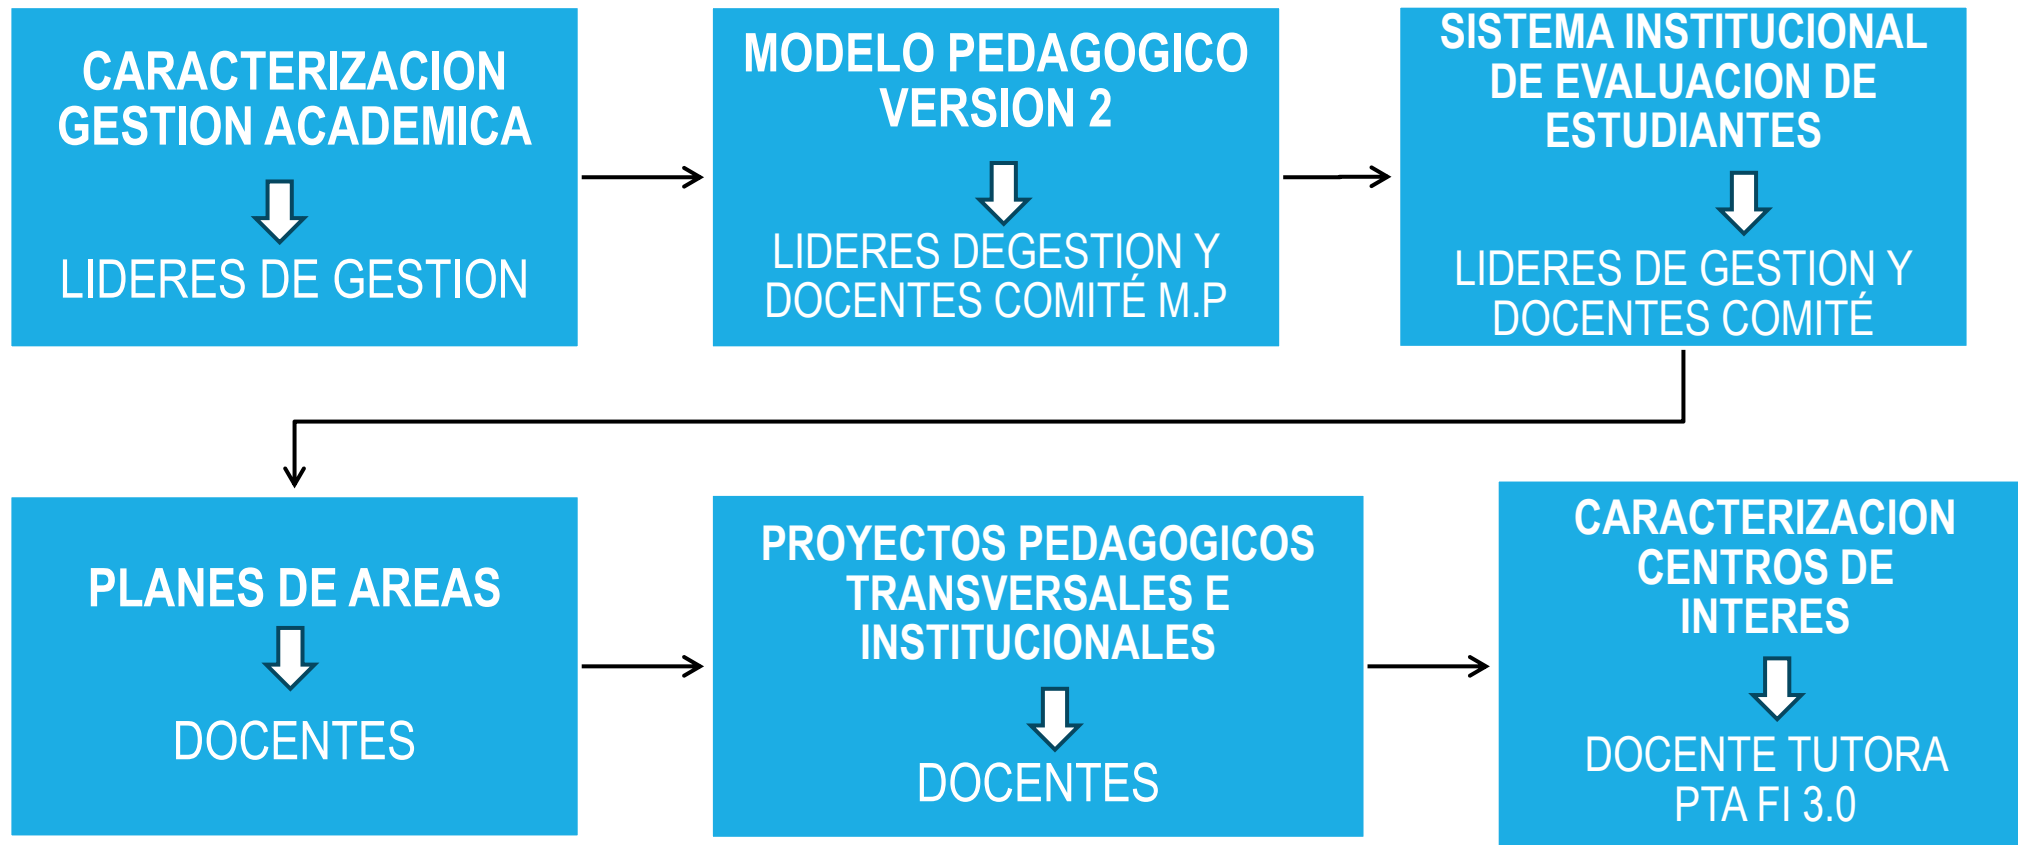 CARACTERIZACION
GESTION ACADEMICA
LIDERES DE GESTION
MODELO PEDAGOGICO
VERSION 2
LIDERES DEGESTION Y
DOCENTES COMITÉ M.P
SISTEMA INSTITUCIONAL
DE EVALUACION DE
ESTUDIANTES
LIDERES DE GESTION Y
DOCENTES COMITÉ
PLANES DE AREAS
DOCENTES
PROYECTOS PEDAGOGICOS
TRANSVERSALES E
INSTITUCIONALES
DOCENTES
CARACTERIZACION
CENTROS DE
INTERES
DOCENTE TUTORA
PTA FI 3.0